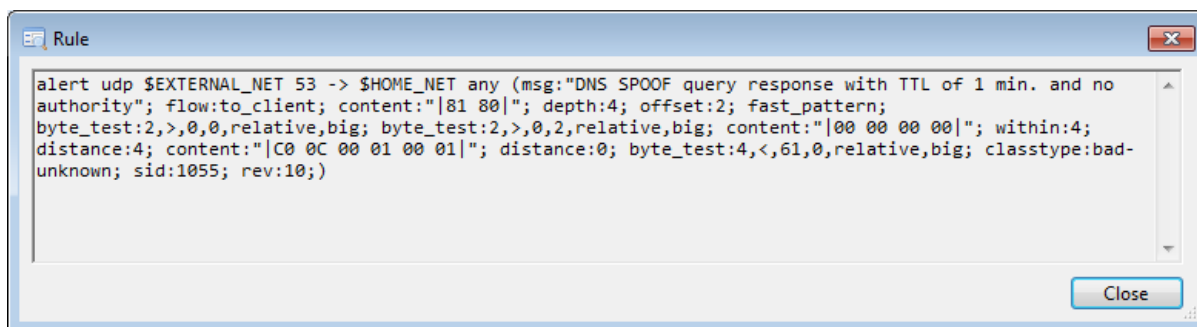 Rule
alert udp $EXTERNAL_NET 53 -> $HOME_NET any (msg:"DNS SPOOF query response with TTL of 1 min. and no
authority"; flow:to_client; content:"|81 80|"; depth:4; offset:2; fast_pattern;
byte_test:2,>,0,0,relative,big; byte_test:2,>,0,2,relative,big; content:"|00 00 00 00|"; within:4;
distance:4; content:"|C0 0C 00 01 00 01|"; distance:0; byte_test:4,<,61,0,relative,big; classtype:bad-
unknown; sid:1055; rev:10;)
Close